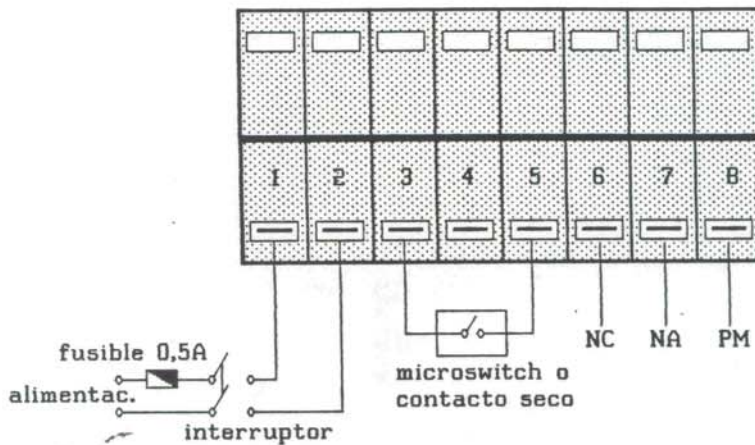 1 2 3 4 5 6 7 8
NC NA PM
fusible 0,5A
alimentac.
interruptor
microswitch o
contacto seco